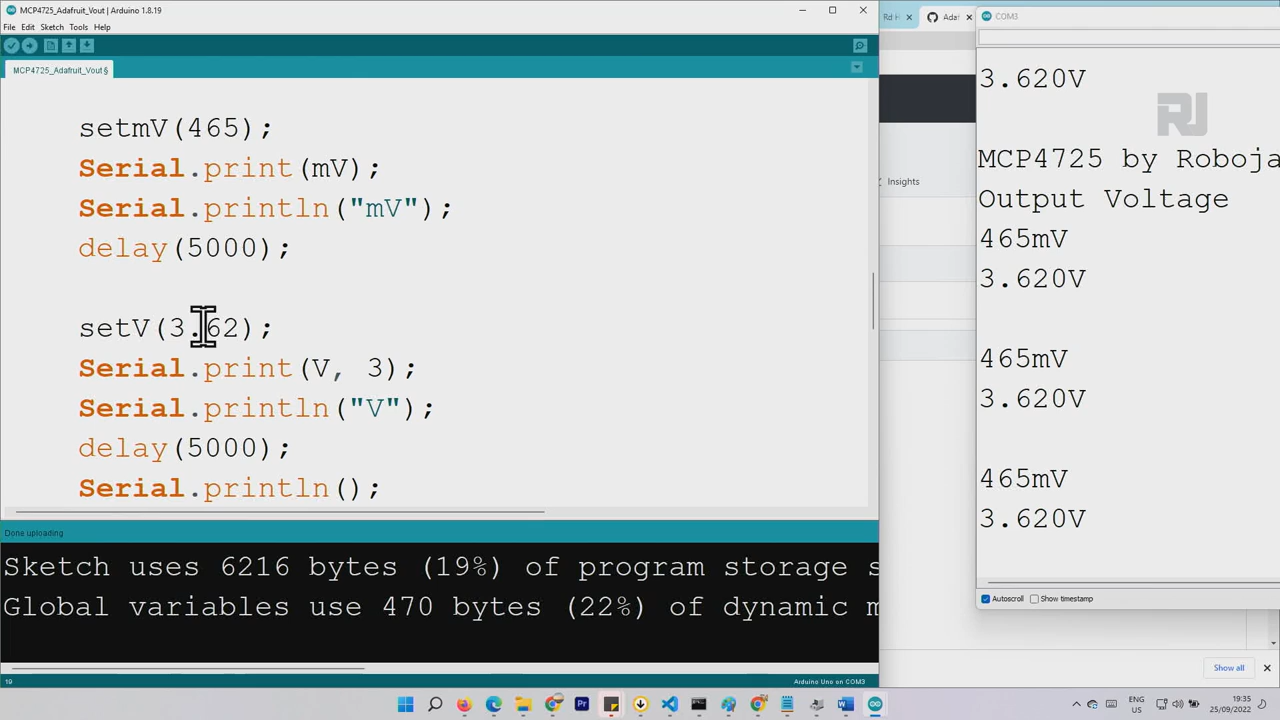 MCP4725_Adafruit_Vout | Arduino 1.8.19
File Edit Sketch Tools Help
MCP4725_Adafruit_Vout §
setmV(465);
Serial.print(mV);
Serial.println("mV");
delay(5000);
setV(3.62);
Serial.print(V, 3);
Serial.println("V");
delay(5000);
Serial.println();
Done uploading
Sketch uses 6216 bytes (19%) of program storage s
Global variables use 470 bytes (22%) of dynamic m
19
Arduino Uno on COM3
Rd H
Adaf
Insights
COM3
3.620V
RJ
MCP4725 by Roboja
Output Voltage
465mV
3.620V
465mV
3.620V
465mV
3.620V
Autoscroll Show timestamp
Show all
ENG
US
19:35
25/09/2022